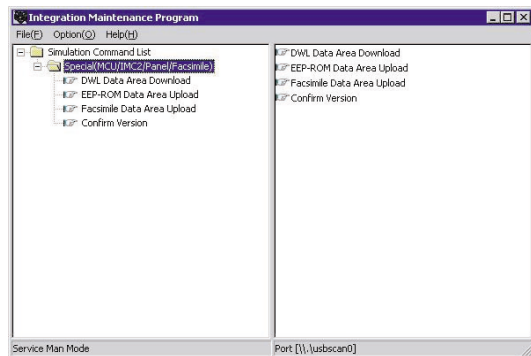 Integration Maintenance Program
File(F) Option(O) Help(H)
Simulation Command List
Special(MCU/IMC2/Panel/Facsimile)
DWL Data Area Download
EEP-ROM Data Area Upload
Facsimile Data Area Upload
Confirm Version
DWL Data Area Download
EEP-ROM Data Area Upload
Facsimile Data Area Upload
Confirm Version
Service Man Mode
Port [\\.\usbscan0]